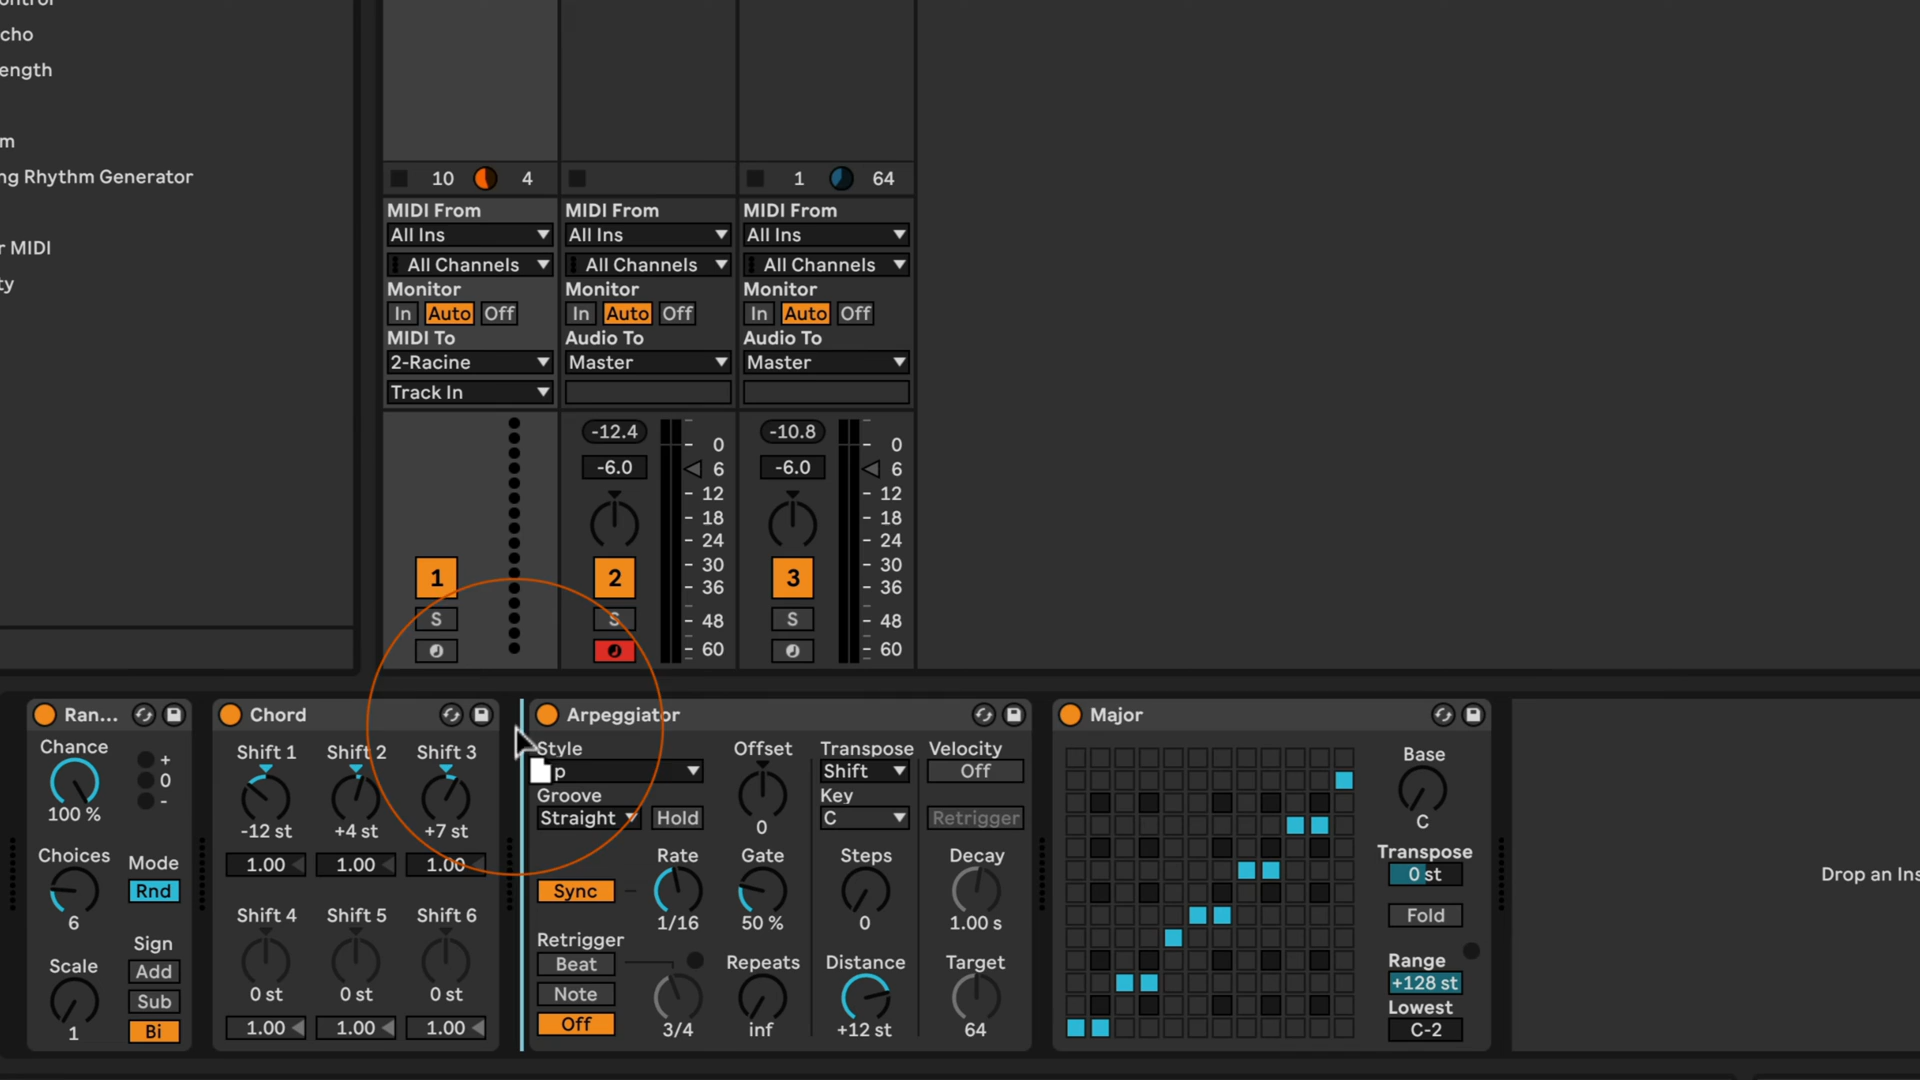 ontrol
cho
ength
m
ng Rhythm Generator
r MIDI
ty
10 4 1 64
MIDI From MIDI From MIDI From
All Ins All Ins All Ins
All Channels All Channels All Channels
Monitor Monitor Monitor
In Auto Off In Auto Off In Auto Off
MIDI To Audio To Audio To
2-Racine Master Master
Track In
-12.4 -10.8
0 0
-6.0 6 -6.0 6
12 12
18 18
24 24
30 30
1 2 3
36 36
S S S
48 48
60 60
Ran...
Chance
100 %
+
0
-
Choices
6
Mode
Rnd
Scale
1
Sign
Add
Sub
Bi
Chord
Shift 1 Shift 2 Shift 3
-12 st +4 st +7 st
1.00 1.00 1.00
Shift 4 Shift 5 Shift 6
0 st 0 st 0 st
1.00 1.00 1.00
Arpeggiator
Style
p
Groove
Straight Hold
Offset
0
Transpose
Shift
Key
C
Velocity
Off
Retrigger
Sync
Rate
1/16
Gate
50 %
Steps
0
Decay
1.00 s
Retrigger
Beat
Note
Off
3/4
Repeats
inf
Distance
+12 st
Target
64
Major
Base
C
Transpose
0 st
Fold
Range
+128 st
Lowest
C-2
Drop an Ins